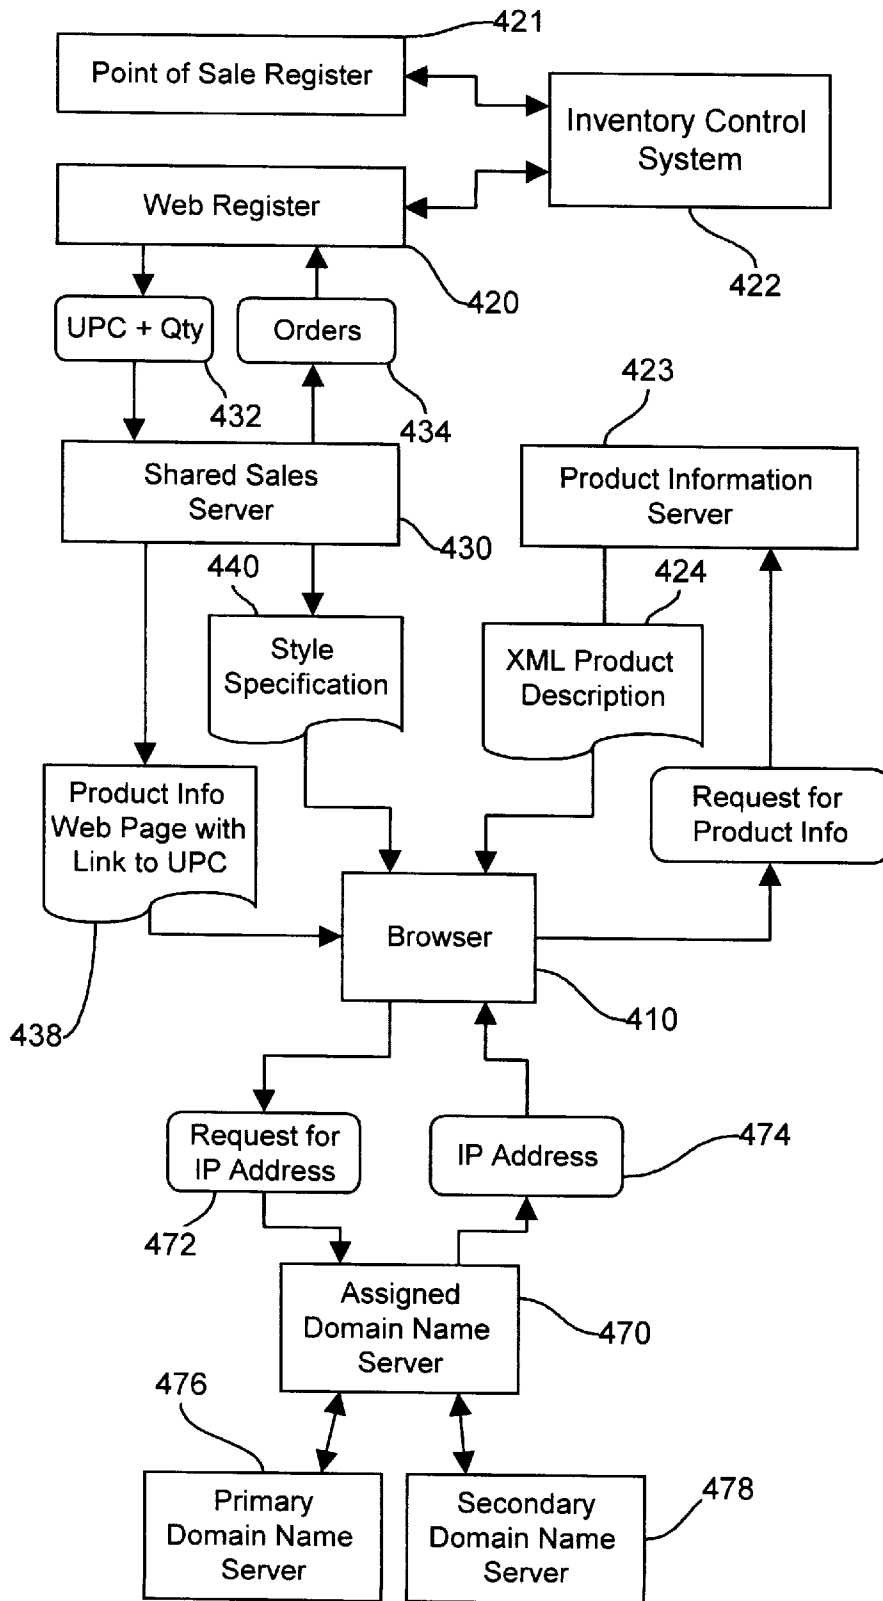 421
Point of Sale Register
Inventory Control
System
Web Register
422
420
UPC + Qty
Orders
432
434
423
Shared Sales
Server
Product Information
Server
430
440
424
Style
Specification
XML Product
Description
Product Info
Web Page with
Link to UPC
Request for
Product Info
Browser
438
410
Request for
IP Address
IP Address
474
472
Assigned
Domain Name
Server
470
476
Primary
Domain Name
Server
Secondary
Domain Name
Server
478